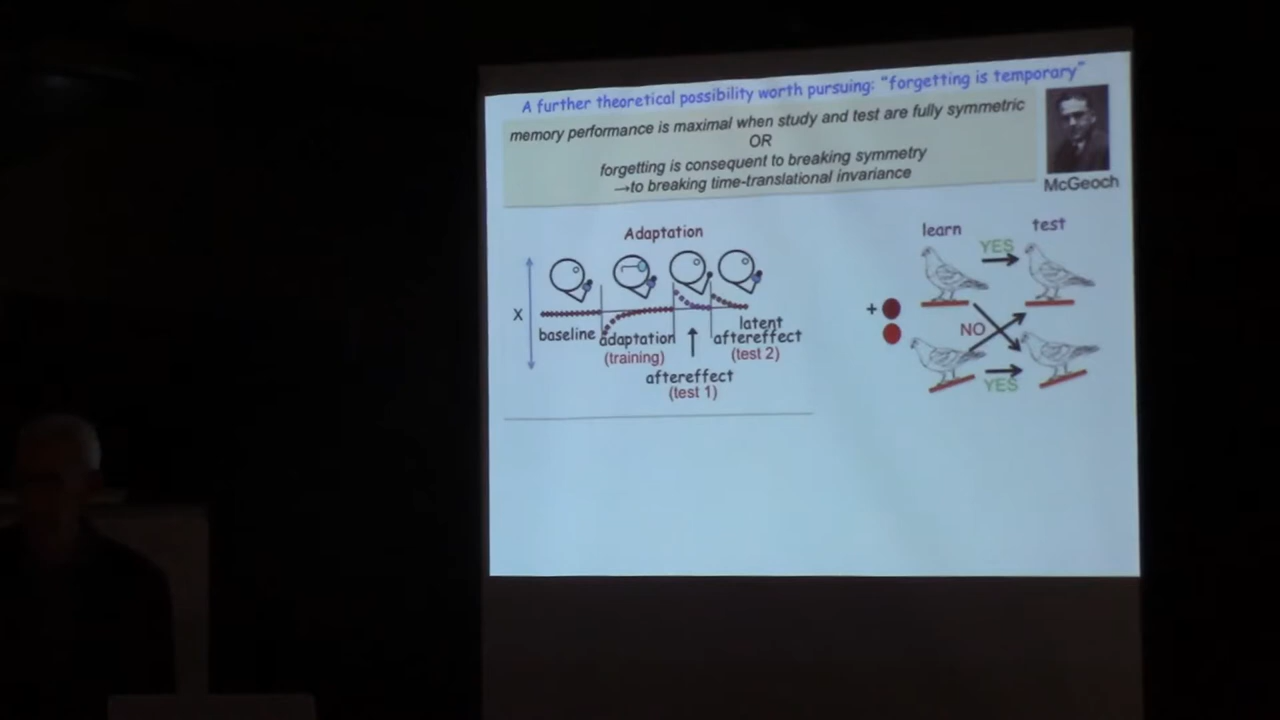 A further theoretical possibility worth pursuing: "forgetting is temporary"
memory performance is maximal when study and test are fully symmetric
OR
forgetting is consequent to breaking symmetry
→to breaking time-translational invariance
McGeoch
Adaptation
X
baseline
adaptation
(training)
aftereffect
(test 1)
latent
aftereffect
(test 2)
learn
test
YES
+
NO
YES